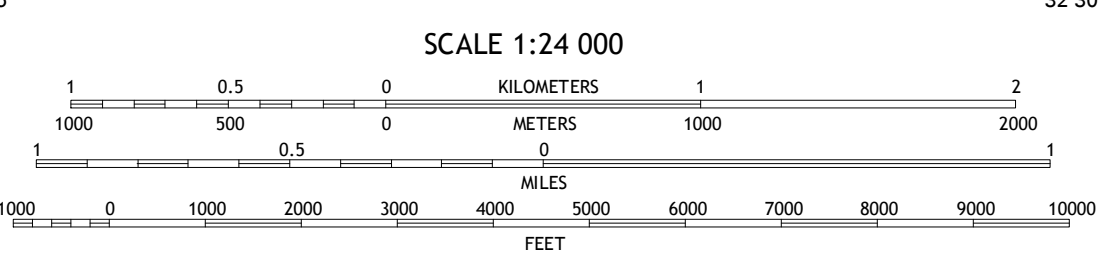 SCALE 1:24 000
1 0.5 0 KILOMETERS 1 2
1000 500 0 METERS 1000 2000
1 0.5 0 1
MILES
1000 0 1000 2000 3000 4000 5000 6000 7000 8000 9000 10000
FEET